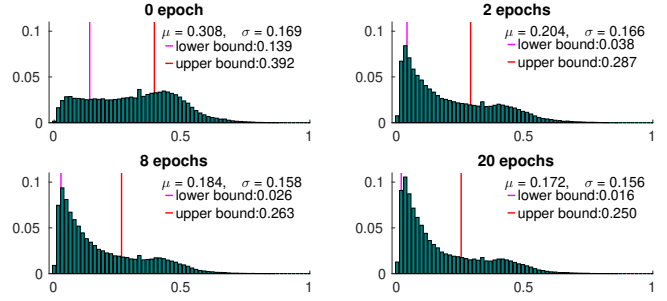 0 epoch
μ = 0.308, σ = 0.169
lower bound:0.139
upper bound:0.392
0.1
0.05
0
0 0.5 1
2 epochs
μ = 0.204, σ = 0.166
lower bound:0.038
upper bound:0.287
0.1
0.05
0
0 0.5 1
8 epochs
μ = 0.184, σ = 0.158
lower bound:0.026
upper bound:0.263
0.1
0.05
0
0 0.5 1
20 epochs
μ = 0.172, σ = 0.156
lower bound:0.016
upper bound:0.250
0.1
0.05
0
0 0.5 1